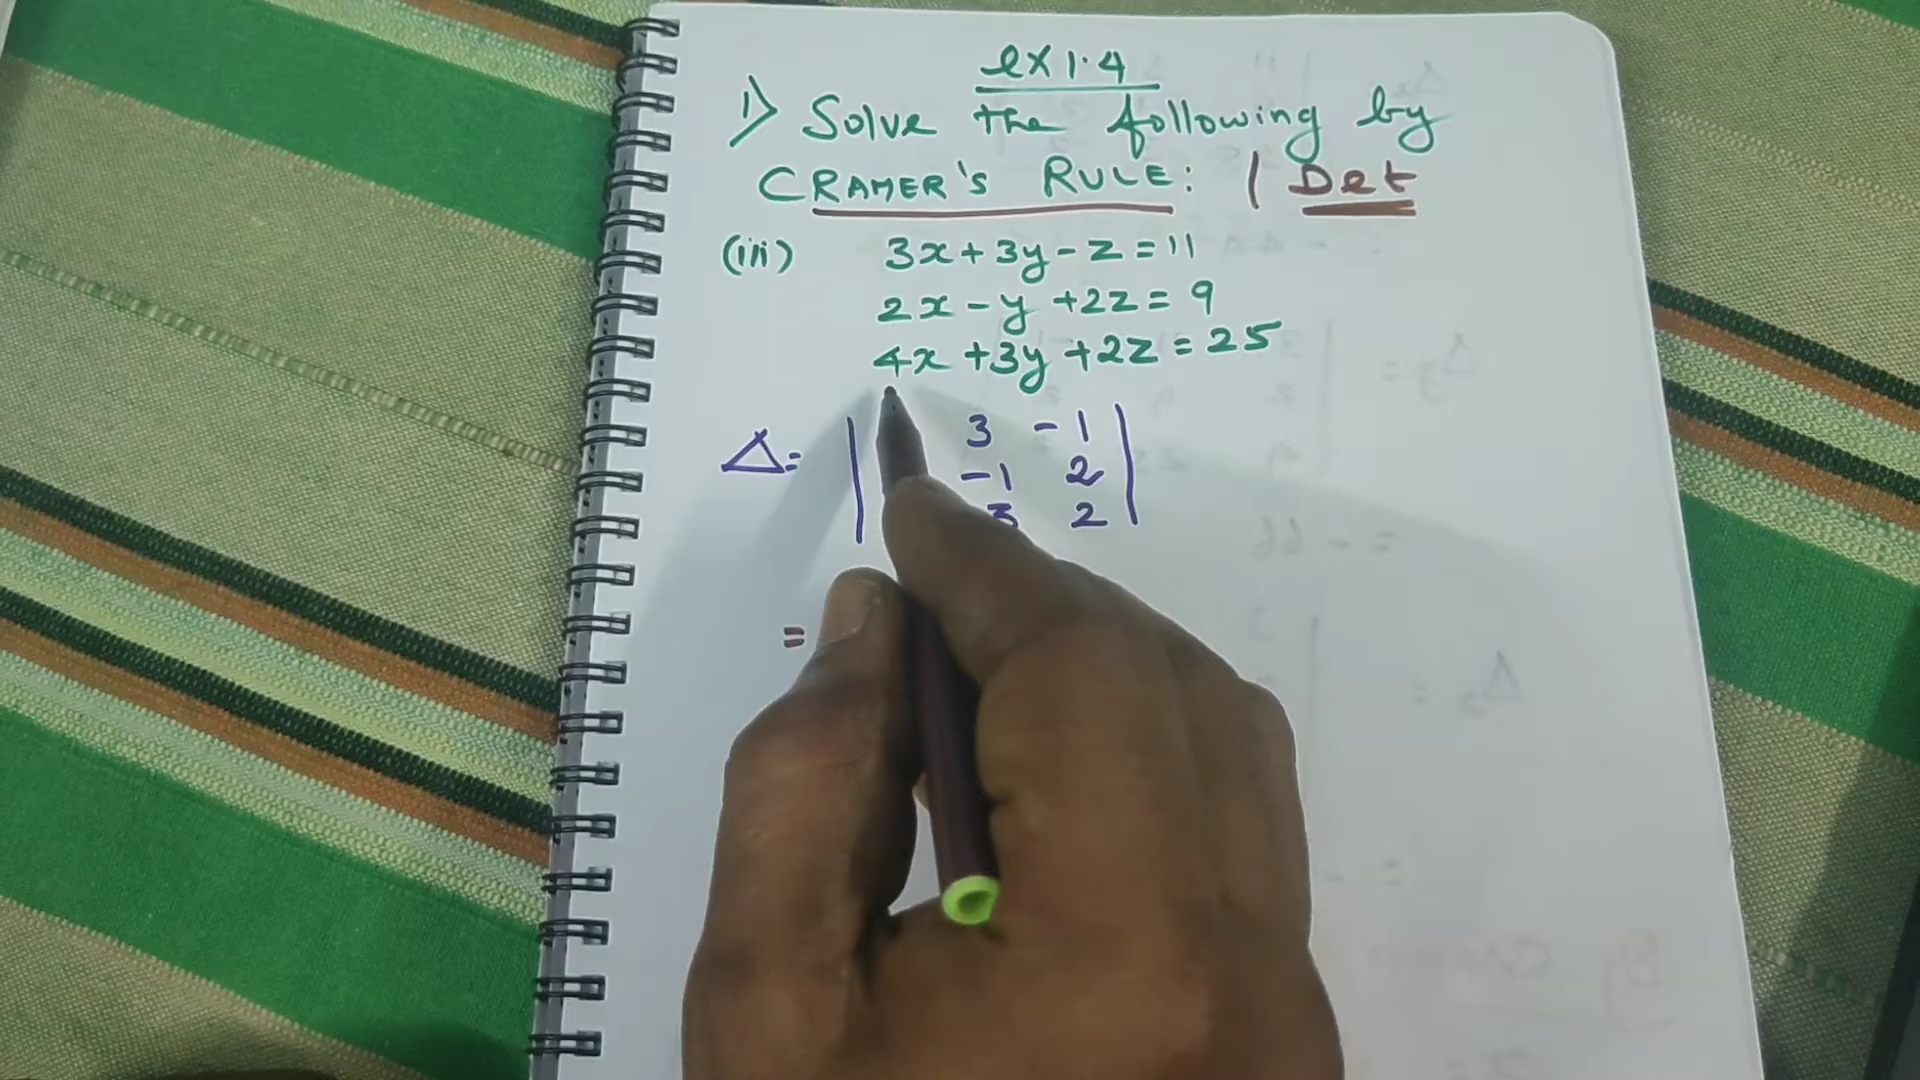 ex 1.4
1) Solve the following by
CRAMER'S RULE: | Det
(iii) 3x + 3y - z = 11
2x - y + 2z = 9
4x + 3y + 2z = 25
Δ = | 3 -1 |
-1 2
3 2
=